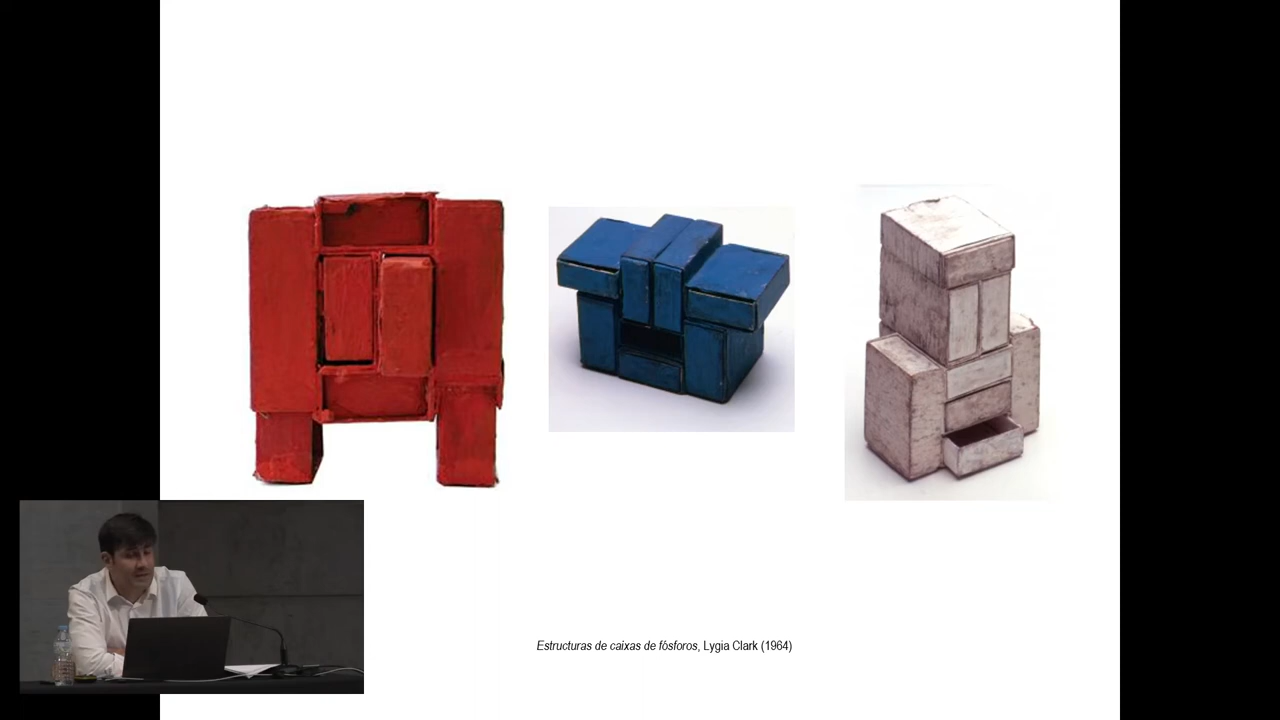 Estructuras de caixas de fósforos, Lygia Clark (1964)